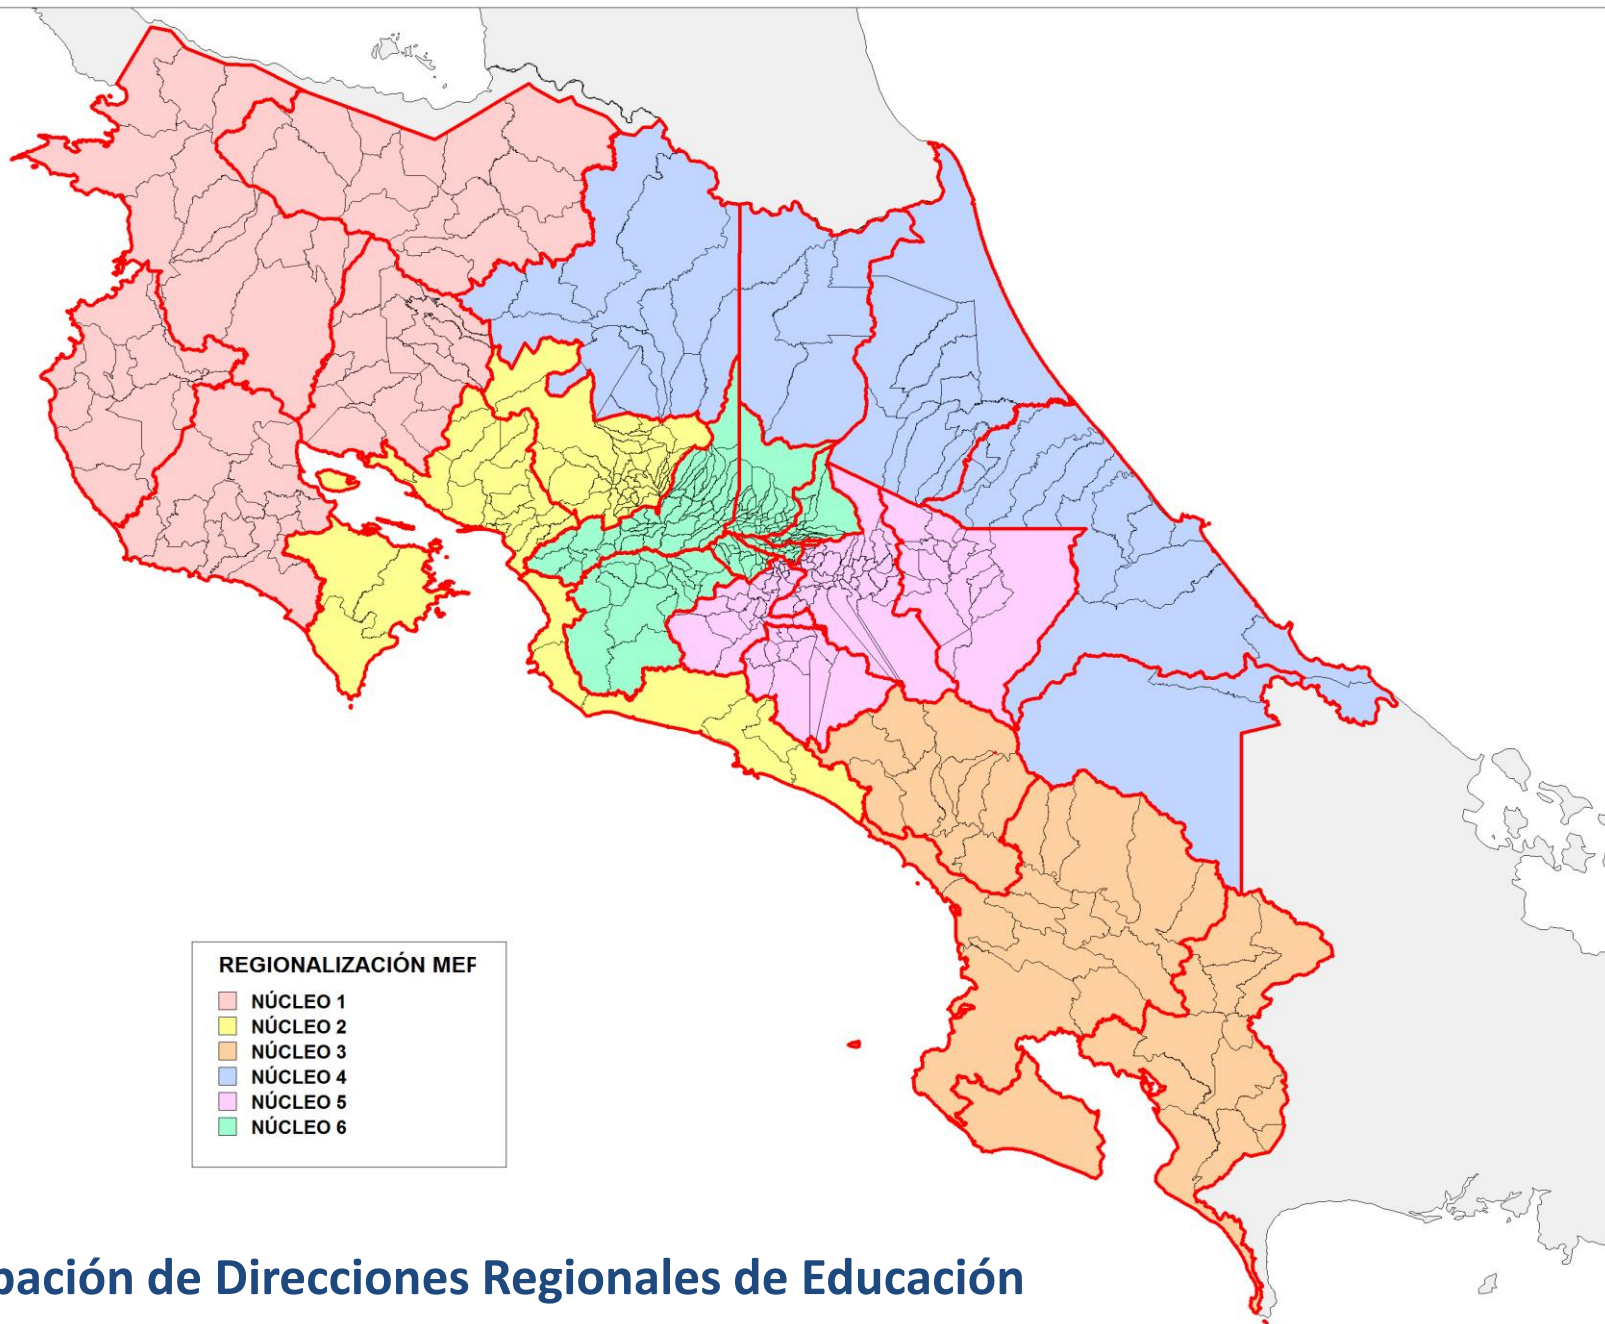 REGIONALIZACIÓN MEF
NÚCLEO 1
NÚCLEO 2
NÚCLEO 3
NÚCLEO 4
NÚCLEO 5
NÚCLEO 6
pación de Direcciones Regionales de Educación